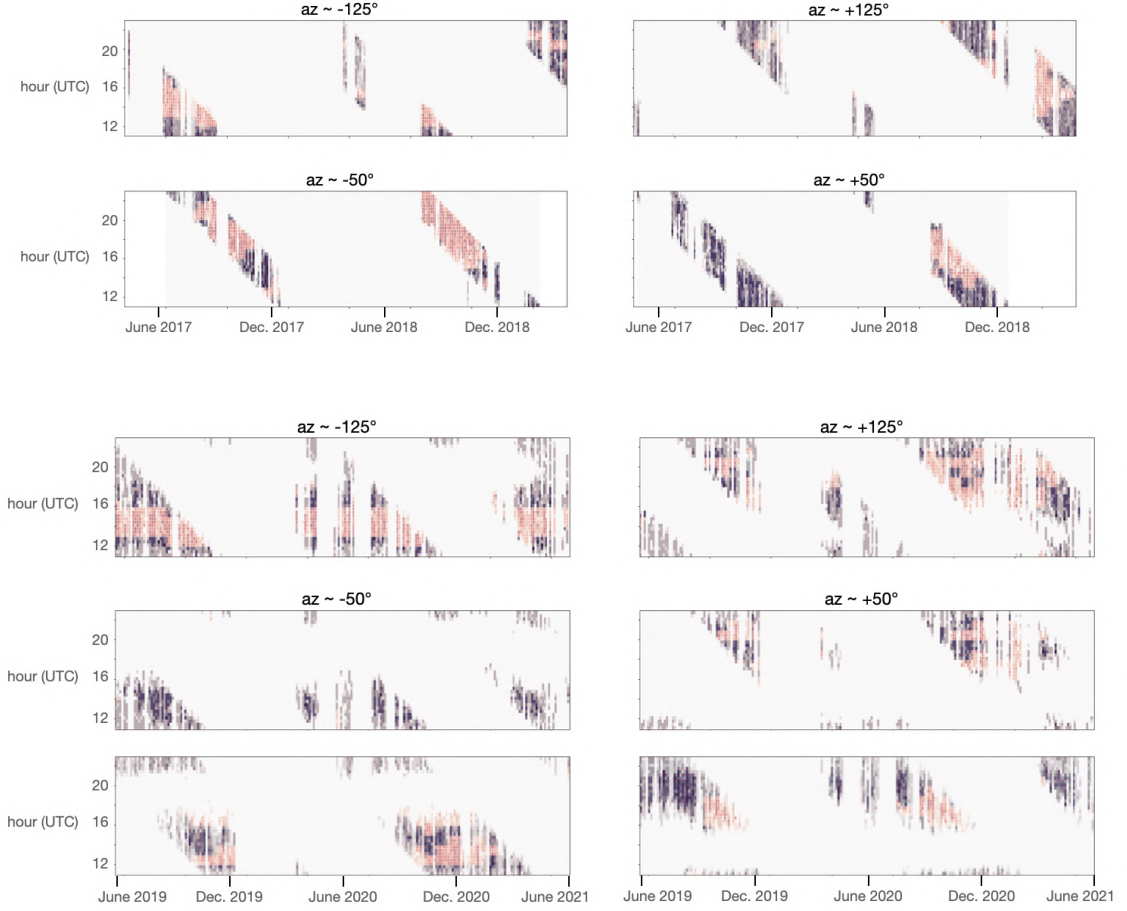 az ~ -125°
az ~ +125°
20
hour (UTC)
16
12
az ~ -50°
az ~ +50°
20
hour (UTC)
16
12
June 2017
Dec. 2017
June 2018
Dec. 2018
June 2017
Dec. 2017
June 2018
Dec. 2018
az ~ -125°
az ~ +125°
20
hour (UTC)
16
12
az ~ -50°
az ~ +50°
20
hour (UTC)
16
12
20
hour (UTC)
16
12
June 2019
Dec. 2019
June 2020
Dec. 2020
June 2021
June 2019
Dec. 2019
June 2020
Dec. 2020
June 2021